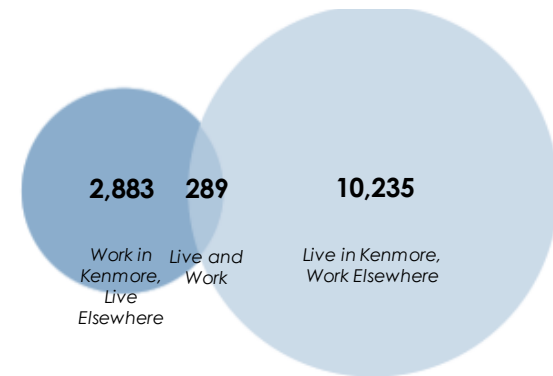 2,883
289
10,235
Work in
Kenmore,
Live
Elsewhere
Live and
Work
Live in Kenmore,
Work Elsewhere